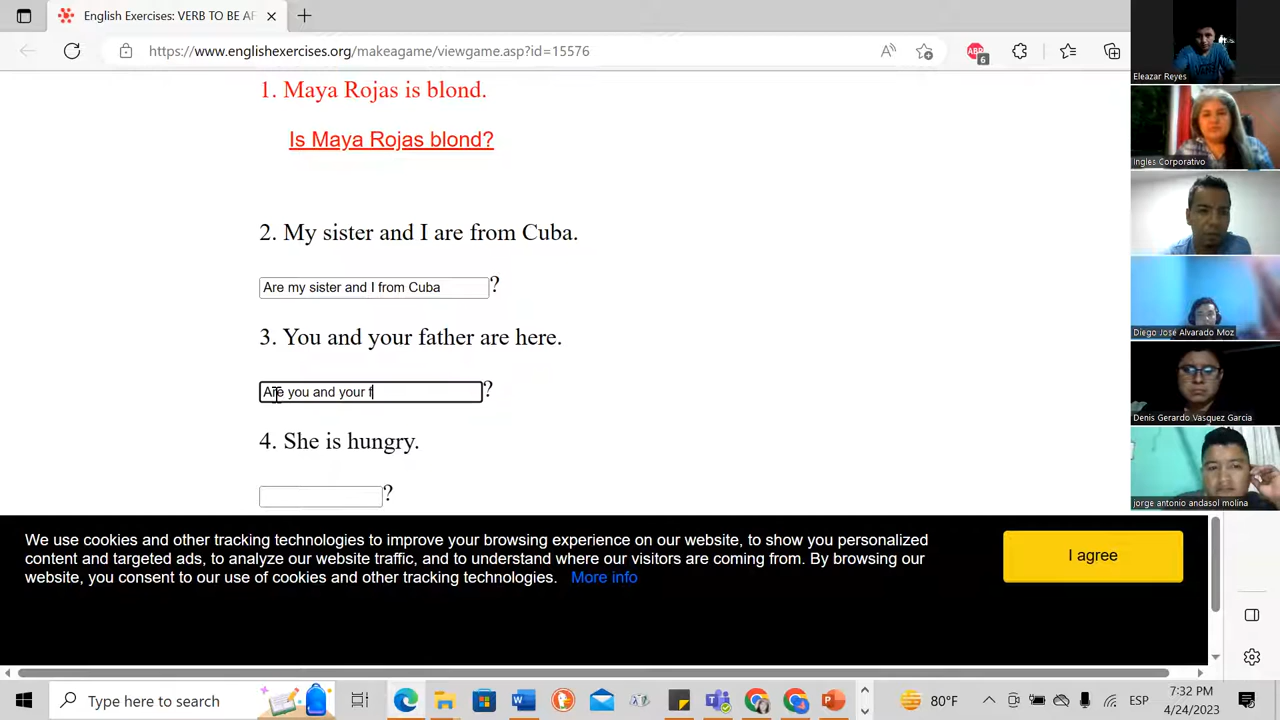 English Exercises: VERB TO BE AF
https://www.englishexercises.org/makeagame/viewgame.asp?id=15576
ABP
6
1. Maya Rojas is blond.
Is Maya Rojas blond?
2. My sister and I are from Cuba.
Are my sister and I from Cuba ?
3. You and your father are here.
Are you and your f ?
4. She is hungry.
?
We use cookies and other tracking technologies to improve your browsing experience on our website, to show you personalized
content and targeted ads, to analyze our website traffic, and to understand where our visitors are coming from. By browsing our
website, you consent to our use of cookies and other tracking technologies. More info
I agree
Eleazar Reyes
Ingles Corporativo
Diego José Alvarado Moz
Denis Gerardo Vasquez Garcia
jorge antonio andasol molina
Type here to search
80°F
ESP
7:32 PM
4/24/2023